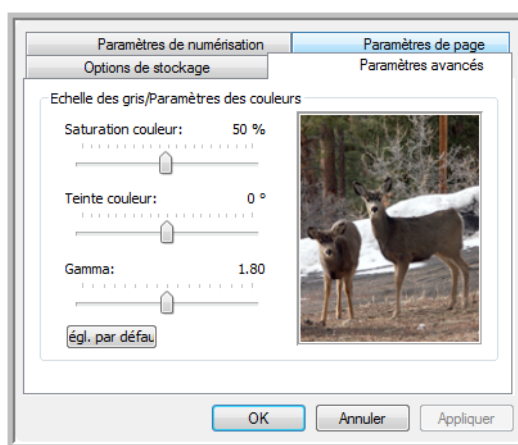 Paramètres de numérisation
Paramètres de page
Options de stockage
Paramètres avancés
Echelle des gris/Paramètres des couleurs
Saturation couleur: 50 %
Teinte couleur: 0 °
Gamma: 1.80
égl. par défau
OK
Annuler
Appliquer